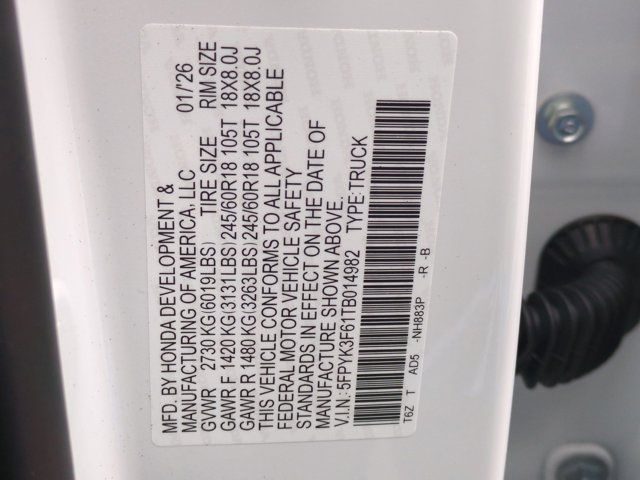 MFD. BY HONDA DEVELOPMENT &
MANUFACTURING OF AMERICA, LLC 01/'26
GVWR 2730 KG(6019LBS) TIRE SIZE RIM SIZE
GAWR F 1420 KG(3131LBS)245/60R18 105T 18X8.0J
GAWR R 1480 KG(3263LBS)245/60R18 105T 18X8.0J
THIS VEHICLE CONFORMS TO ALL APPLICABLE
FEDERAL MOTOR VEHICLE SAFETY
STANDARDS IN EFFECT ON THE DATE OF
MANUFACTURE SHOWN ABOVE.
V.I.N.: 5FPYK3F61TB014982 TYPE:TRUCK
T6Z T AD5 -NH883P -R -B